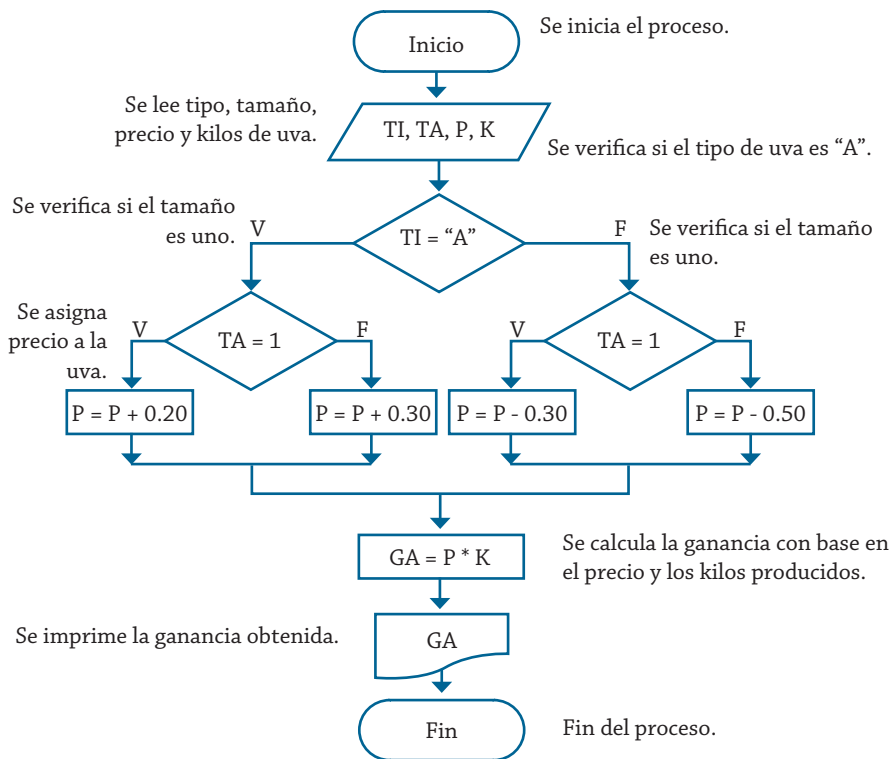 Inicio
Se inicia el proceso.
Se lee tipo, tamaño,
precio y kilos de uva.
TI, TA, P, K
Se verifica si el tipo de uva es “A”.
Se verifica si el tamaño
es uno.
V
TI = “A”
F
Se verifica si el tamaño
es uno.
Se asigna
precio a la
uva.
V
TA = 1
F
V
TA = 1
F
P = P + 0.20
P = P + 0.30
P = P - 0.30
P = P - 0.50
GA = P * K
Se calcula la ganancia con base en
el precio y los kilos producidos.
Se imprime la ganancia obtenida.
GA
Fin
Fin del proceso.